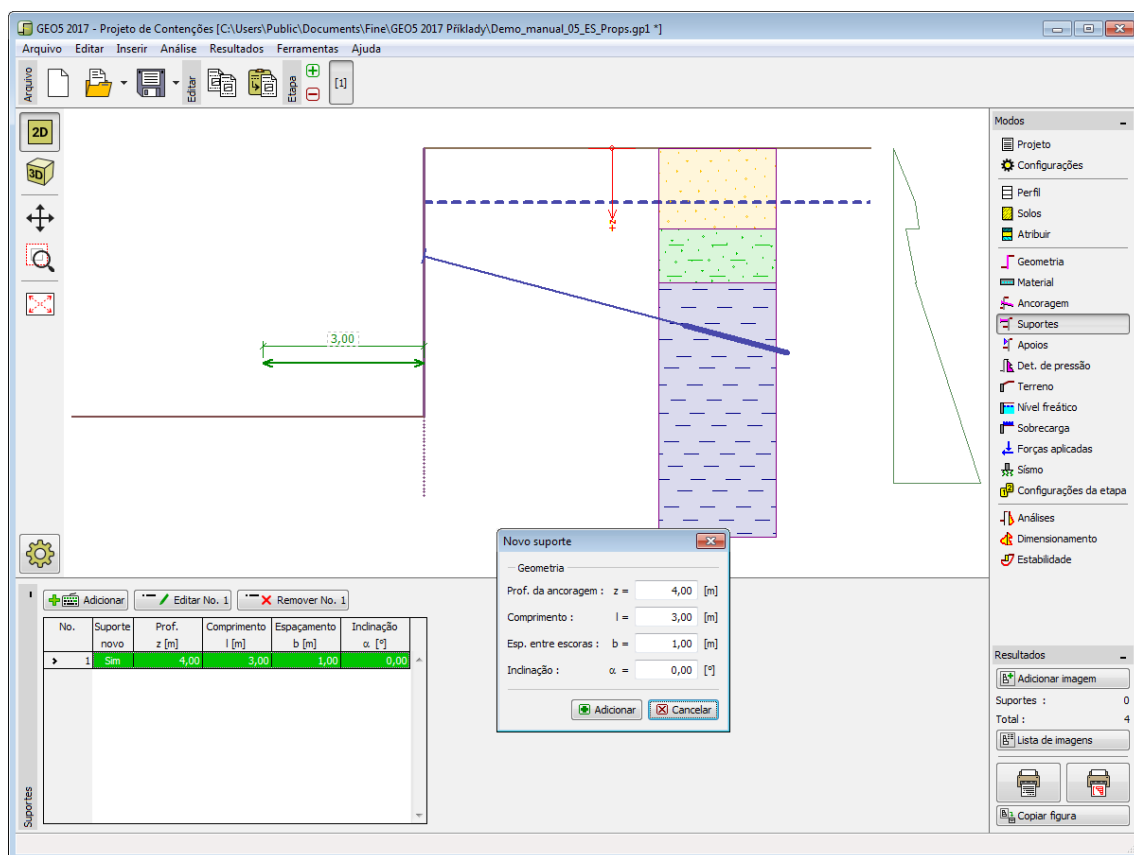 GEO5 2017 - Projeto de Contenções [C:\Users\Public\Documents\Fine\GEO5 2017 Příklady\Demo_manual_05_ES_Props.gp1 *]
Arquivo Editar Inserir Análise Resultados Ferramentas Ajuda
Arquivo
Editar
Etapa
[1]
2D
3D
+z
3,00
Modos
Projeto
Configurações
Perfil
Solos
Atribuir
Geometria
Material
Ancoragem
Suportes
Apoios
Det. de pressão
Terreno
Nível freático
Sobrecarga
Forças aplicadas
Sísmo
Configurações da etapa
Análises
Dimensionamento
Estabilidade
Novo suporte
Geometria
Prof. da ancoragem : z = 4,00 [m]
Comprimento : l = 3,00 [m]
Esp. entre escoras : b = 1,00 [m]
Inclinação : α = 0,00 [°]
Adicionar Cancelar
Adicionar Editar No. 1 Remover No. 1
No. Suporte Prof. Comprimento Espaçamento Inclinação
novo z [m] l [m] b [m] α [°]
1 Sim 4,00 3,00 1,00 0,00
Suportes
Resultados
Adicionar imagem
Suportes : 0
Total : 4
Lista de imagens
Copiar figura